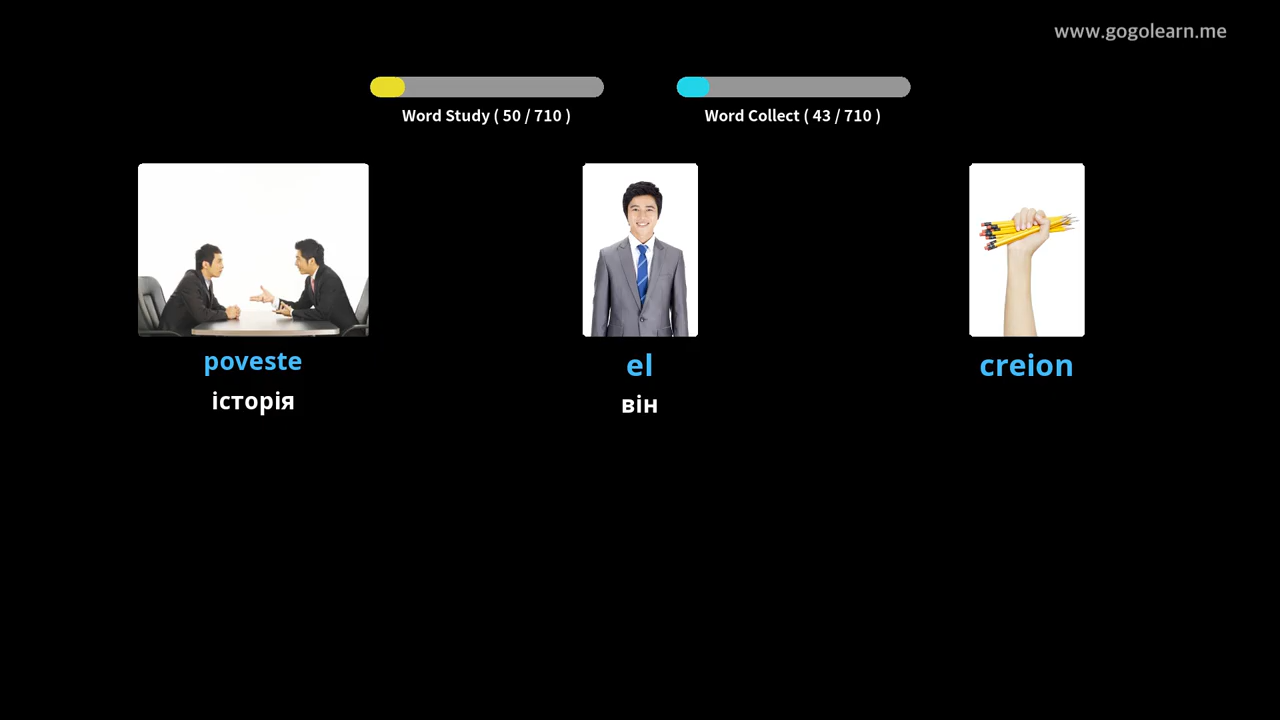 www.gogolearn.me
Word Study ( 50 / 710 )
Word Collect ( 43 / 710 )
poveste
історія
el
він
creion